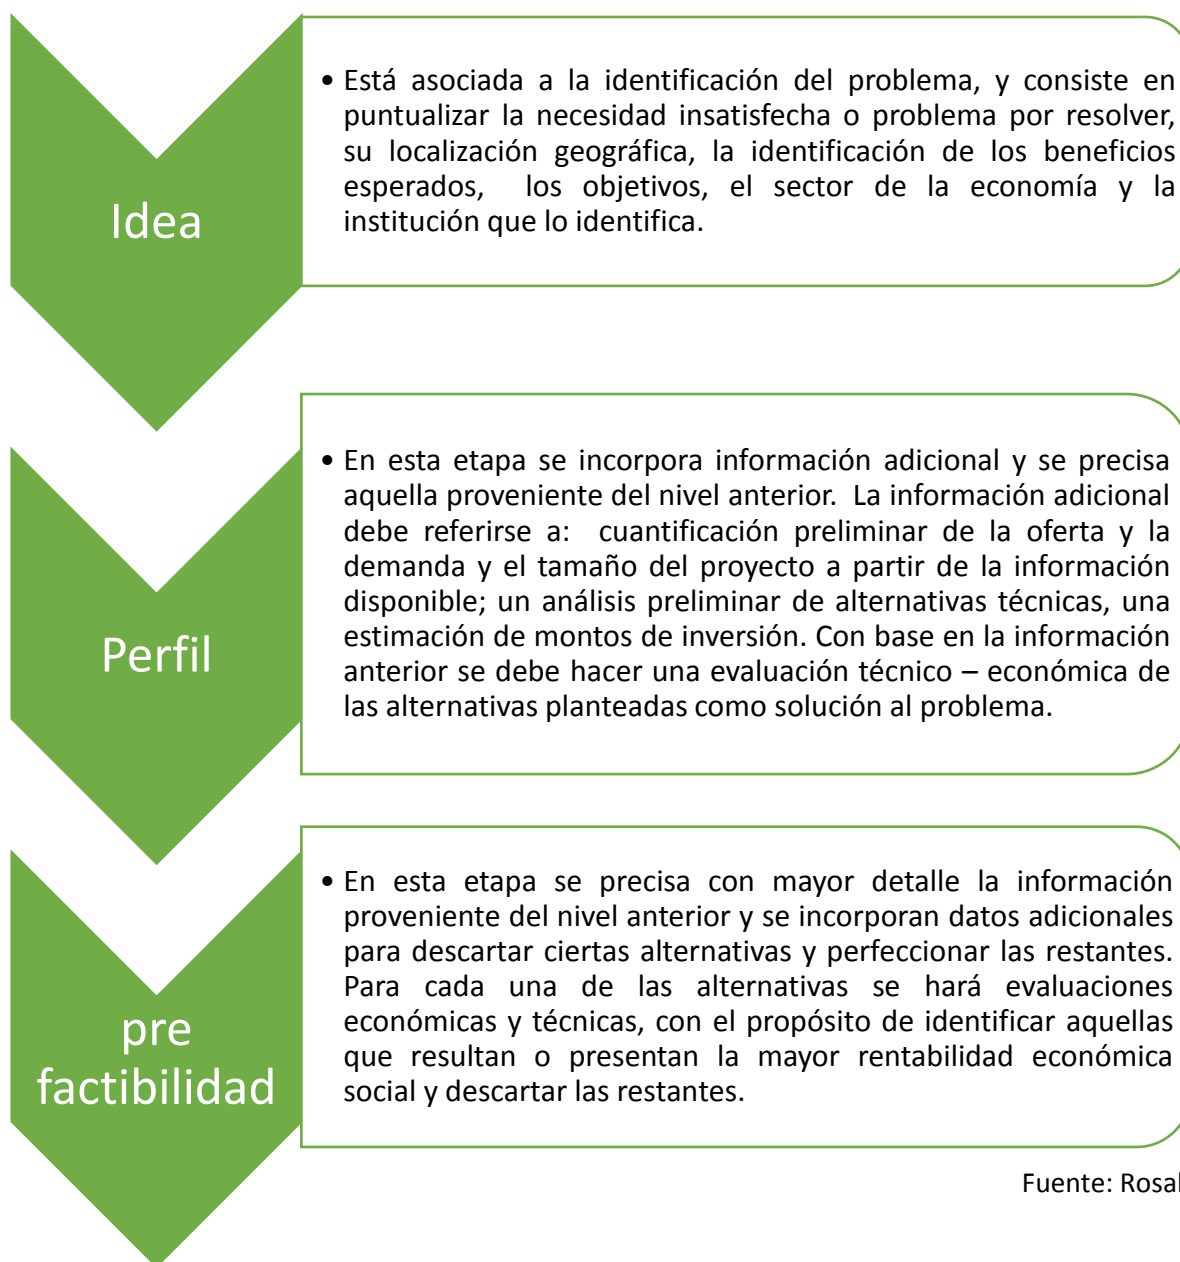 Idea
• Está asociada a la identificación del problema, y consiste en
puntualizar la necesidad insatisfecha o problema por resolver,
su localización geográfica, la identificación de los beneficios
esperados, los objetivos, el sector de la economía y la
institución que lo identifica.
Perfil
• En esta etapa se incorpora información adicional y se precisa
aquella proveniente del nivel anterior. La información adicional
debe referirse a: cuantificación preliminar de la oferta y la
demanda y el tamaño del proyecto a partir de la información
disponible; un análisis preliminar de alternativas técnicas, una
estimación de montos de inversión. Con base en la información
anterior se debe hacer una evaluación técnico – económica de
las alternativas planteadas como solución al problema.
pre
factibilidad
• En esta etapa se precisa con mayor detalle la información
proveniente del nivel anterior y se incorporan datos adicionales
para descartar ciertas alternativas y perfeccionar las restantes.
Para cada una de las alternativas se hará evaluaciones
económicas y técnicas, con el propósito de identificar aquellas
que resultan o presentan la mayor rentabilidad económica
social y descartar las restantes.
Fuente: